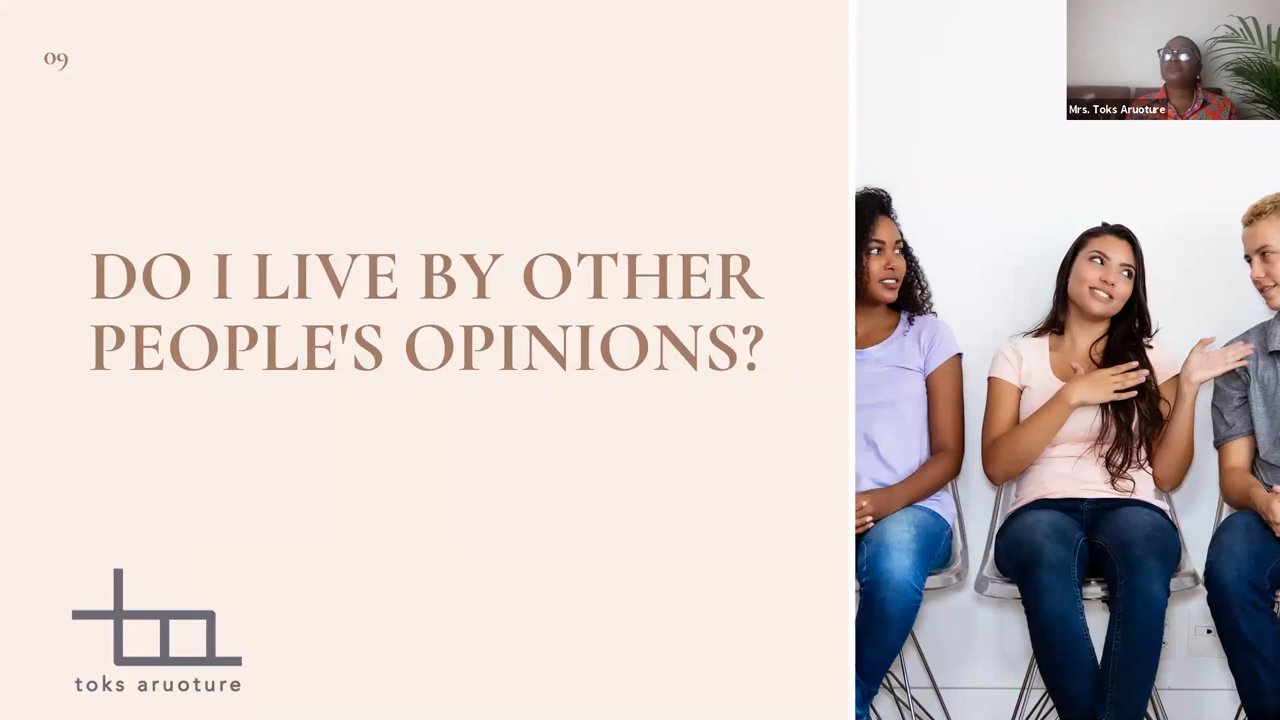 09
Mrs. Toks Aruoture
DO I LIVE BY OTHER
PEOPLE'S OPINIONS?
toks aruoture